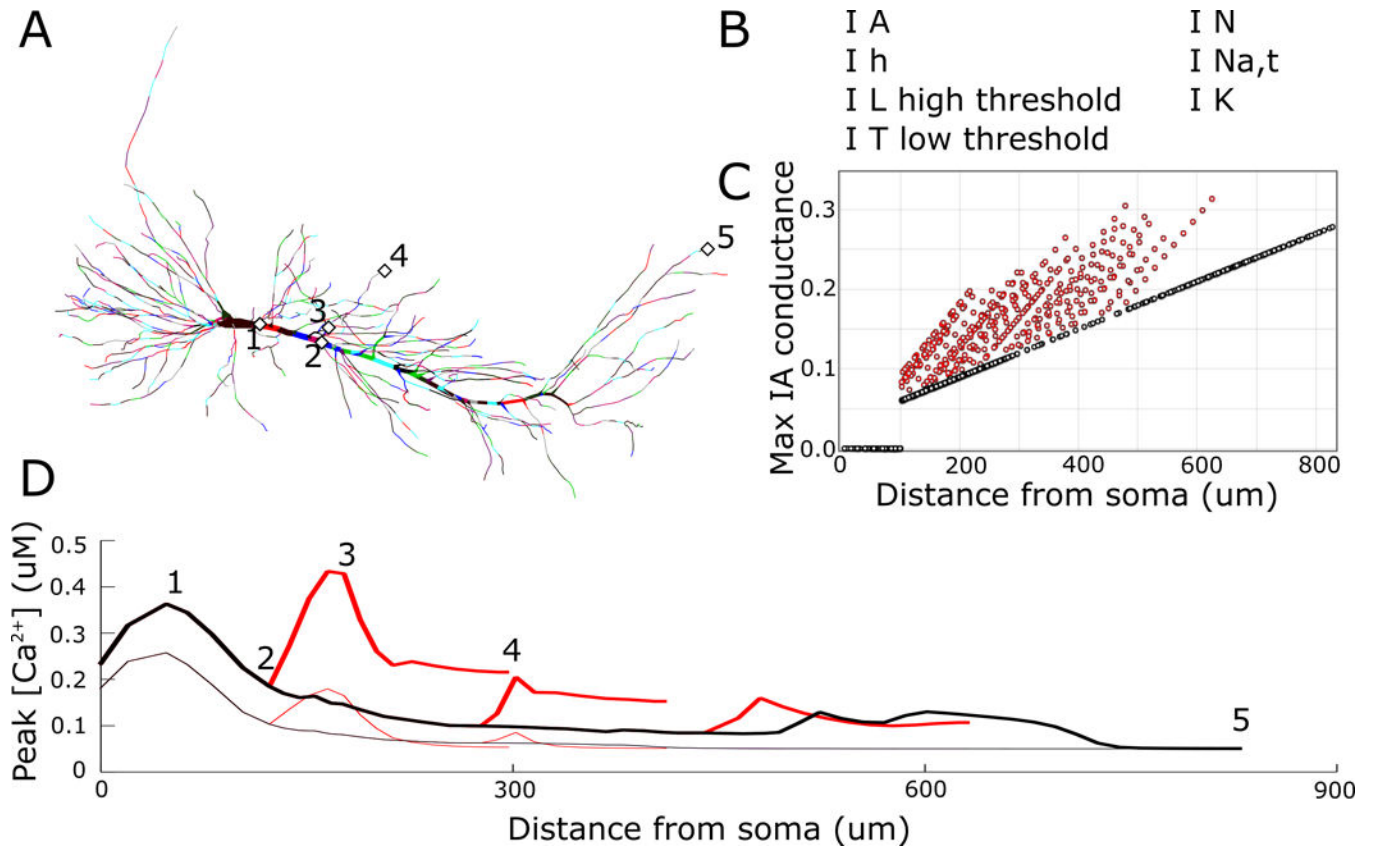 A
4
5
3
1
2
B
I A
I h
I L high threshold
I T low threshold
I N
I Na,t
I K
C
Max IA conductance
0.3
0.2
0.1
0.0
0
200
400
600
800
Distance from soma (um)
D
Peak [Ca²⁺] (uM)
0.5
0.4
0.3
0.2
0.1
0
1
2
3
4
5
0
300
600
900
Distance from soma (um)